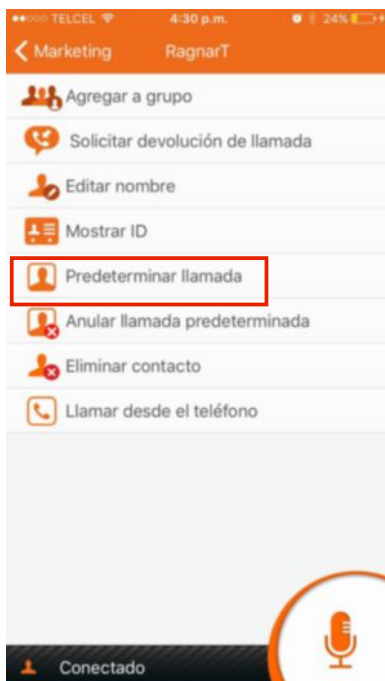 TELCEL 4:30 p.m. 24%
Marketing RagnarT
Agregar a grupo
Solicitar devolución de llamada
Editar nombre
Mostrar ID
Predeterminar llamada
Anular llamada predeterminada
Eliminar contacto
Llamar desde el teléfono
Conectado